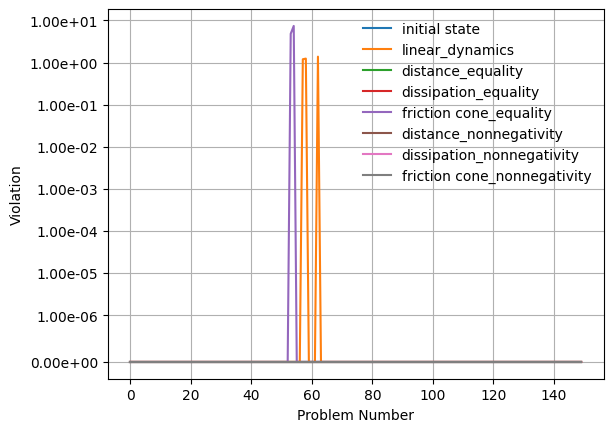 1.00e+01
1.00e+00
1.00e-01
1.00e-02
1.00e-03
1.00e-04
1.00e-05
1.00e-06
0.00e+00
Violation
initial state
linear_dynamics
distance_equality
dissipation_equality
friction cone_equality
distance_nonnegativity
dissipation_nonnegativity
friction cone_nonnegativity
0 20 40 60 80 100 120 140
Problem Number